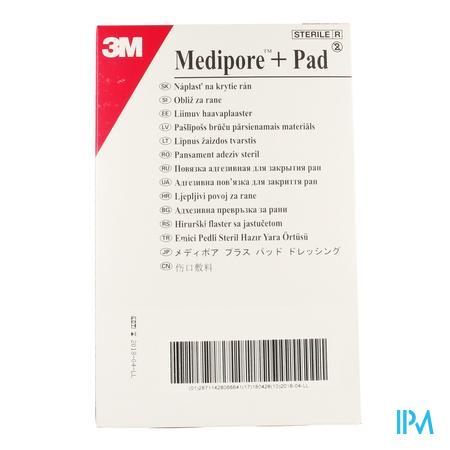 3M
STERILE R
Medipore™ + Pad ②
SK Náplasť na krytie rán
SI Obliž za rane
EE Liimuv haavaplaaster
LV Pašlīpošs brūču pārsienamais materiāls
LT Lipnus žaizdos tvarstis
RO Pansament adeziv steril
RU Повязка адгезивная для закрытия ран
UA Адгезивна пов'язка для закриття ран
HR Ljepljivi povoj za rane
BG Адхезивна превръзка за рани
RS Hirurški flaster sa jastučetom
TR Emici Pedli Steril Hazır Yara Örtüsü
JP メディポア プラス パッド ドレッシング
CN 伤口敷料
LOT
2018-04-LL
(01)28711428086641(17)180428(10)2018-04-LL
IPM